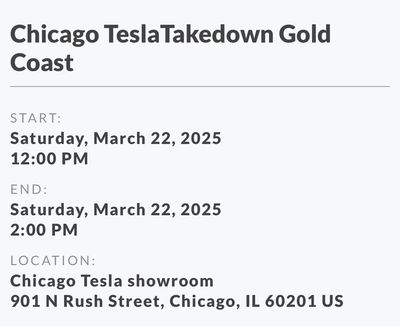 Chicago TeslaTakedown Gold
Coast
START:
Saturday, March 22, 2025
12:00 PM
END:
Saturday, March 22, 2025
2:00 PM
LOCATION:
Chicago Tesla showroom
901 N Rush Street, Chicago, IL 60201 US